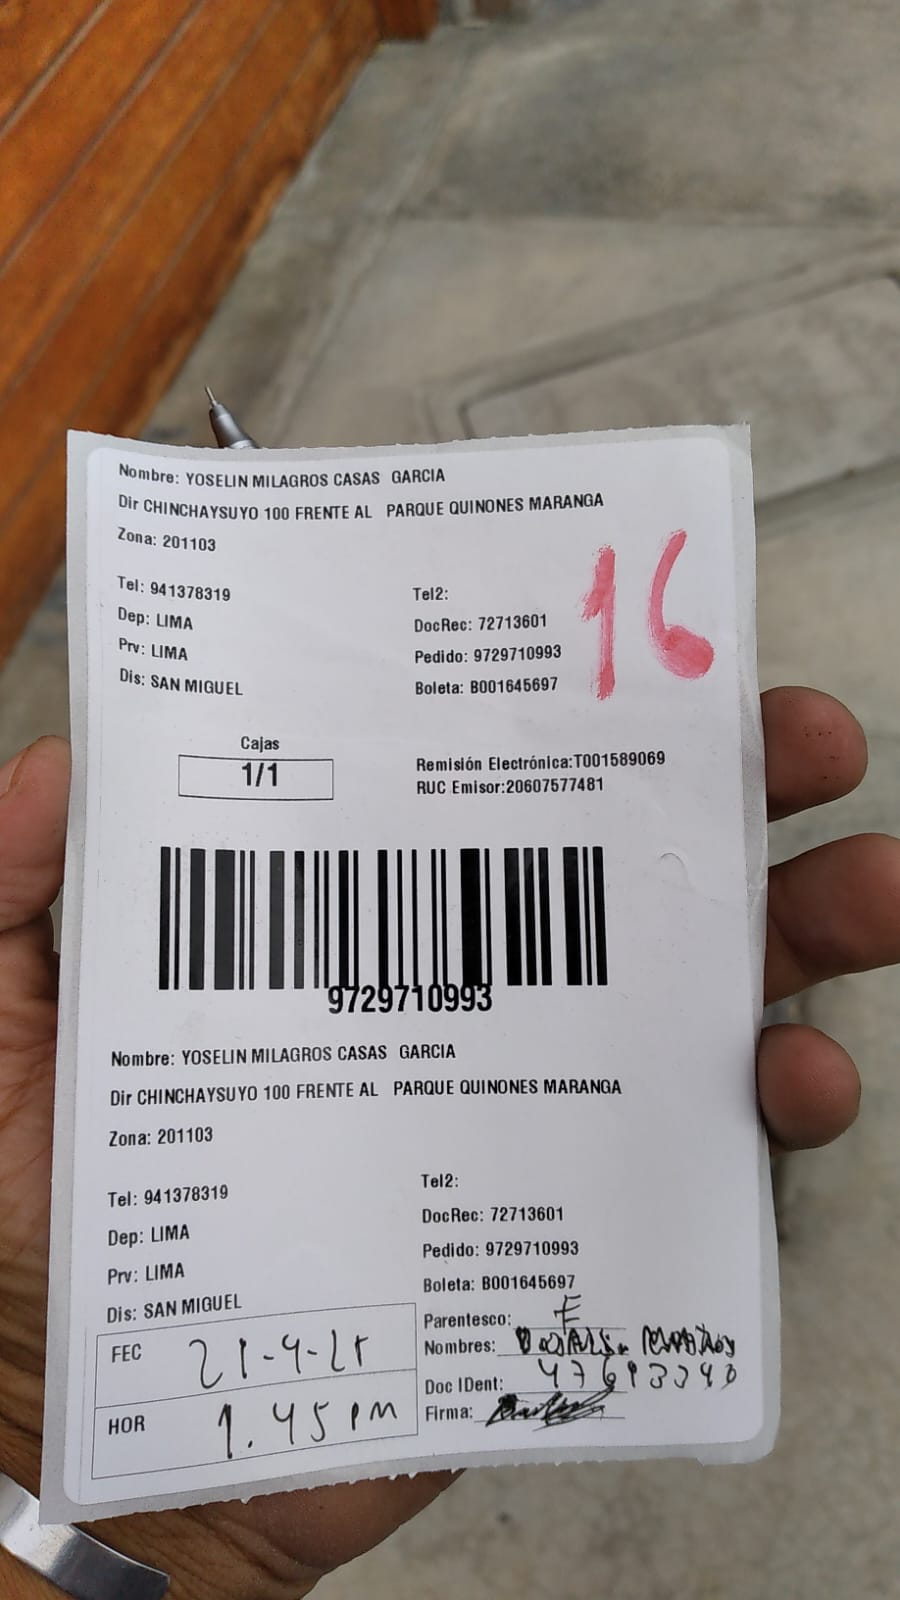 Nombre: YOSELIN MILAGROS CASAS GARCIA
Dir CHINCHAYSUYO 100 FRENTE AL PARQUE QUINONES MARANGA
Zona: 201103
16
Tel: 941378319 Tel2:
Dep: LIMA DocRec: 72713601
Prv: LIMA Pedido: 9729710993
Dis: SAN MIGUEL Boleta: B001645697
Cajas
1/1
Remisión Electrónica:T001589069
RUC Emisor:20607577481
9729710993
Nombre: YOSELIN MILAGROS CASAS GARCIA
Dir CHINCHAYSUYO 100 FRENTE AL PARQUE QUINONES MARANGA
Zona: 201103
Tel: 941378319 Tel2:
Dep: LIMA DocRec: 72713601
Prv: LIMA Pedido: 9729710993
Dis: SAN MIGUEL Boleta: B001645697
Parentesco:
FEC 21-4-25 Nombres:
Doc IDent:
HOR 1.45 PM Firma: